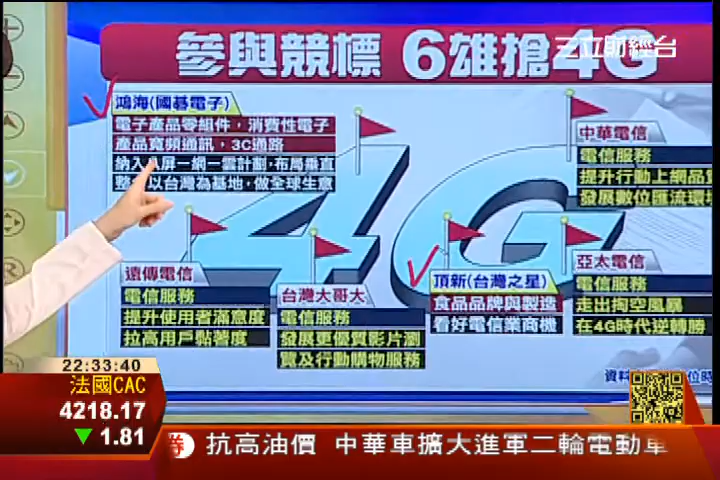 參與競標 6雄搶4G
三立財經台
鴻海(國碁電子)
電子產品零組件，消費性電子
產品寬頻通訊，3C通路
納入八屏一網一雲計劃，布局垂直
以台灣為基地，做全球生意
中華電信
電信服務
提升行動上網品
發展數位匯流環
4G
遠傳電信
電信服務
提升使用者滿意度
拉高用戶黏著度
台灣大哥大
電信服務
發展更優質影片瀏
覽及行動購物服務
頂新(台灣之星)
食品品牌與製造
看好電信業商機
亞太電信
電信服務
走出掏空風暴
在4G時代逆轉勝
資料
位時
22:33:40
法國CAC
4218.17
▼1.81
券 抗高油價 中華車擴大進軍二輪電動車